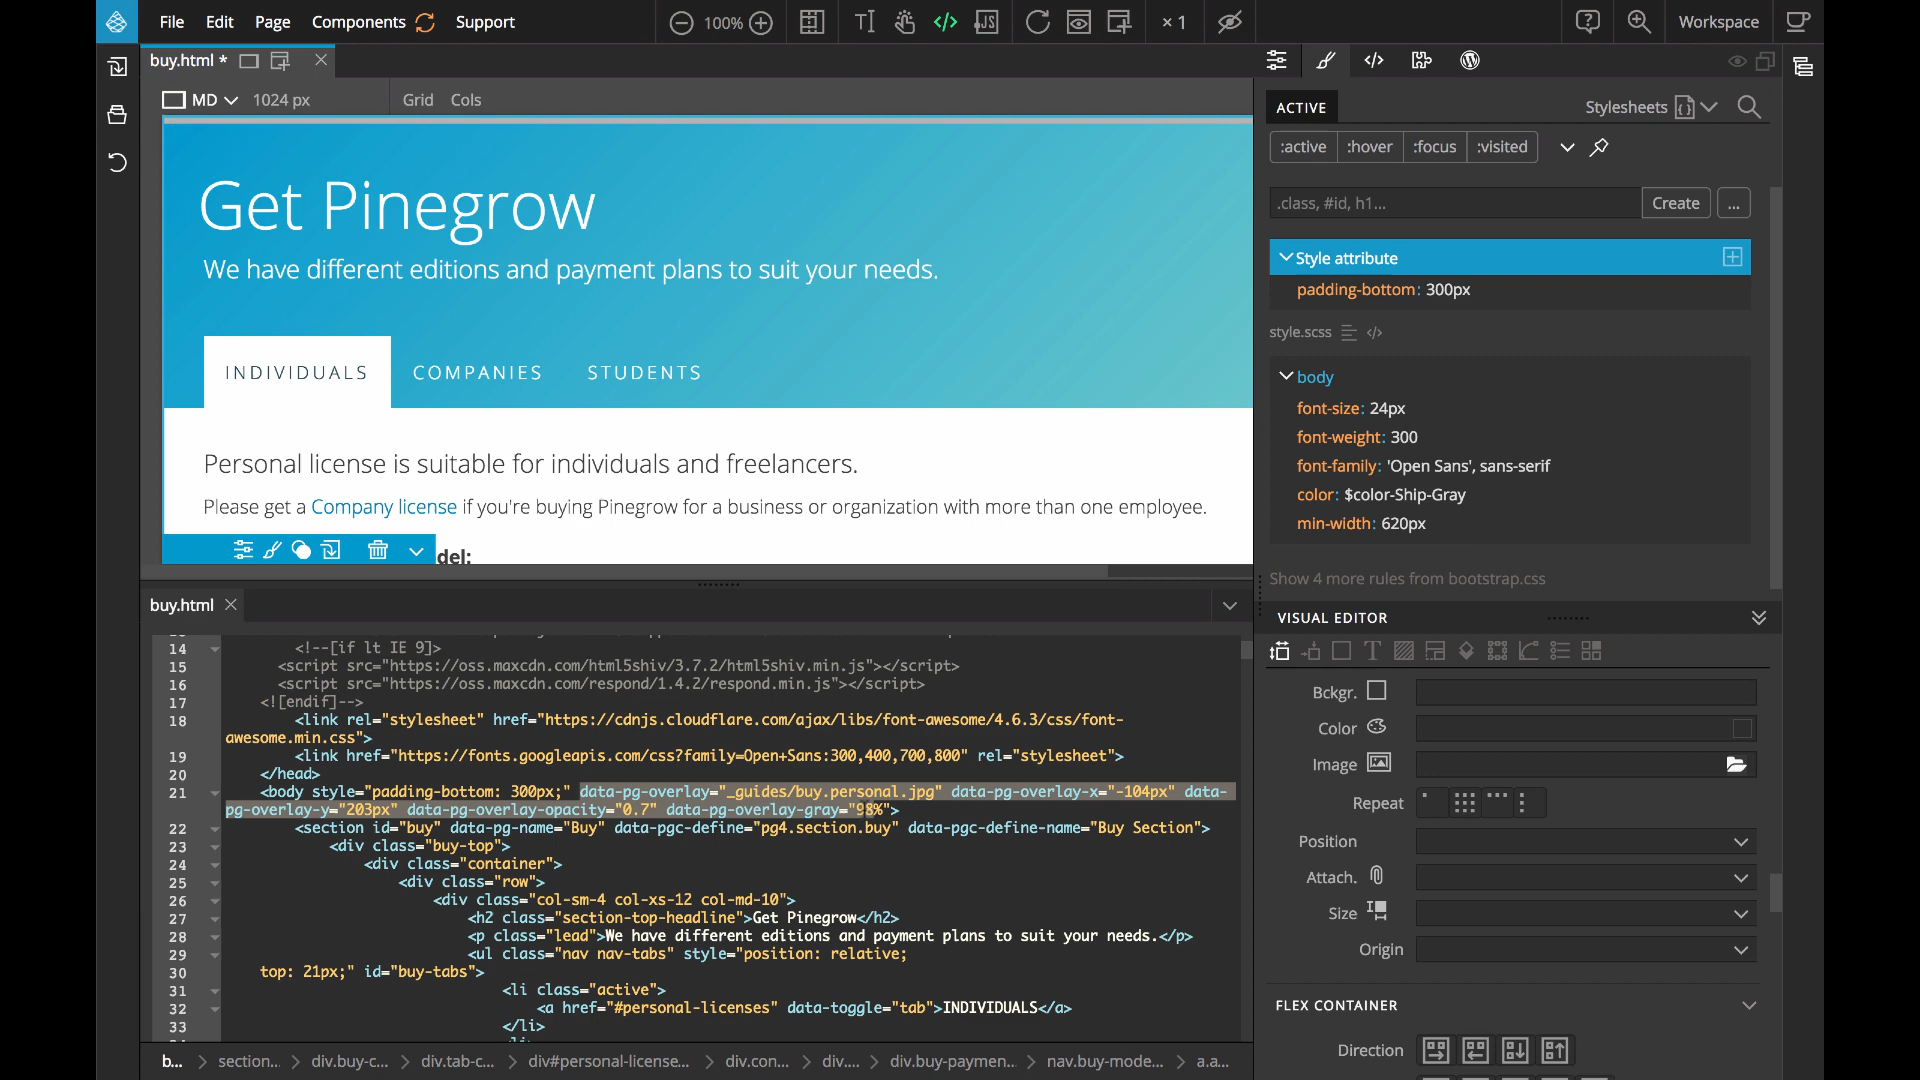 File Edit Page Components Support 100% JS × 1 Workspace
buy.html *
MD 1024 px Grid Cols
Get Pinegrow
We have different editions and payment plans to suit your needs.
INDIVIDUALS COMPANIES STUDENTS
Personal license is suitable for individuals and freelancers.
Please get a Company license if you're buying Pinegrow for a business or organization with more than one employee.
del:
buy.html
14 <!--[if lt IE 9]>
15 <script src="https://oss.maxcdn.com/html5shiv/3.7.2/html5shiv.min.js"></script>
16 <script src="https://oss.maxcdn.com/respond/1.4.2/respond.min.js"></script>
17 <![endif]-->
18 <link rel="stylesheet" href="https://cdnjs.cloudflare.com/ajax/libs/font-awesome/4.6.3/css/font-
awesome.min.css">
19 <link href="https://fonts.googleapis.com/css?family=Open+Sans:300,400,700,800" rel="stylesheet">
20 </head>
21 <body style="padding-bottom: 300px;" data-pg-overlay="_guides/buy.personal.jpg" data-pg-overlay-x="-104px" data-
pg-overlay-y="203px" data-pg-overlay-opacity="0.7" data-pg-overlay-gray="98%">
22 <section id="buy" data-pg-name="Buy" data-pgc-define="pg4.section.buy" data-pgc-define-name="Buy Section">
23 <div class="buy-top">
24 <div class="container">
25 <div class="row">
26 <div class="col-sm-4 col-xs-12 col-md-10">
27 <h2 class="section-top-headline">Get Pinegrow</h2>
28 <p class="lead">We have different editions and payment plans to suit your needs.</p>
29 <ul class="nav nav-tabs" style="position: relative;
30 top: 21px;" id="buy-tabs">
31 <li class="active">
32 <a href="#personal-licenses" data-toggle="tab">INDIVIDUALS</a>
33 </li>
b... section... div.buy-c... div.tab-c... div#personal-license... div.con... div.... div.buy-paymen... nav.buy-mode... a.a...
ACTIVE Stylesheets
:active :hover :focus :visited
.class, #id, h1... Create ...
Style attribute
padding-bottom: 300px
style.scss
body
font-size: 24px
font-weight: 300
font-family: 'Open Sans', sans-serif
color: $color-Ship-Gray
min-width: 620px
Show 4 more rules from bootstrap.css
VISUAL EDITOR
Bckgr.
Color
Image
Repeat
Position
Attach.
Size
Origin
FLEX CONTAINER
Direction